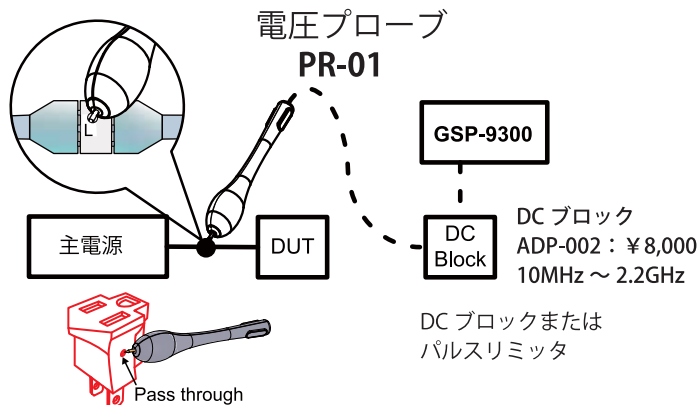 電圧プローブ
PR-01
L
GSP-9300
主電源
DUT
DC
Block
DC ブロック
ADP-002：￥8,000
10MHz ～ 2.2GHz
DC ブロックまたは
パルスリミッタ
Pass through